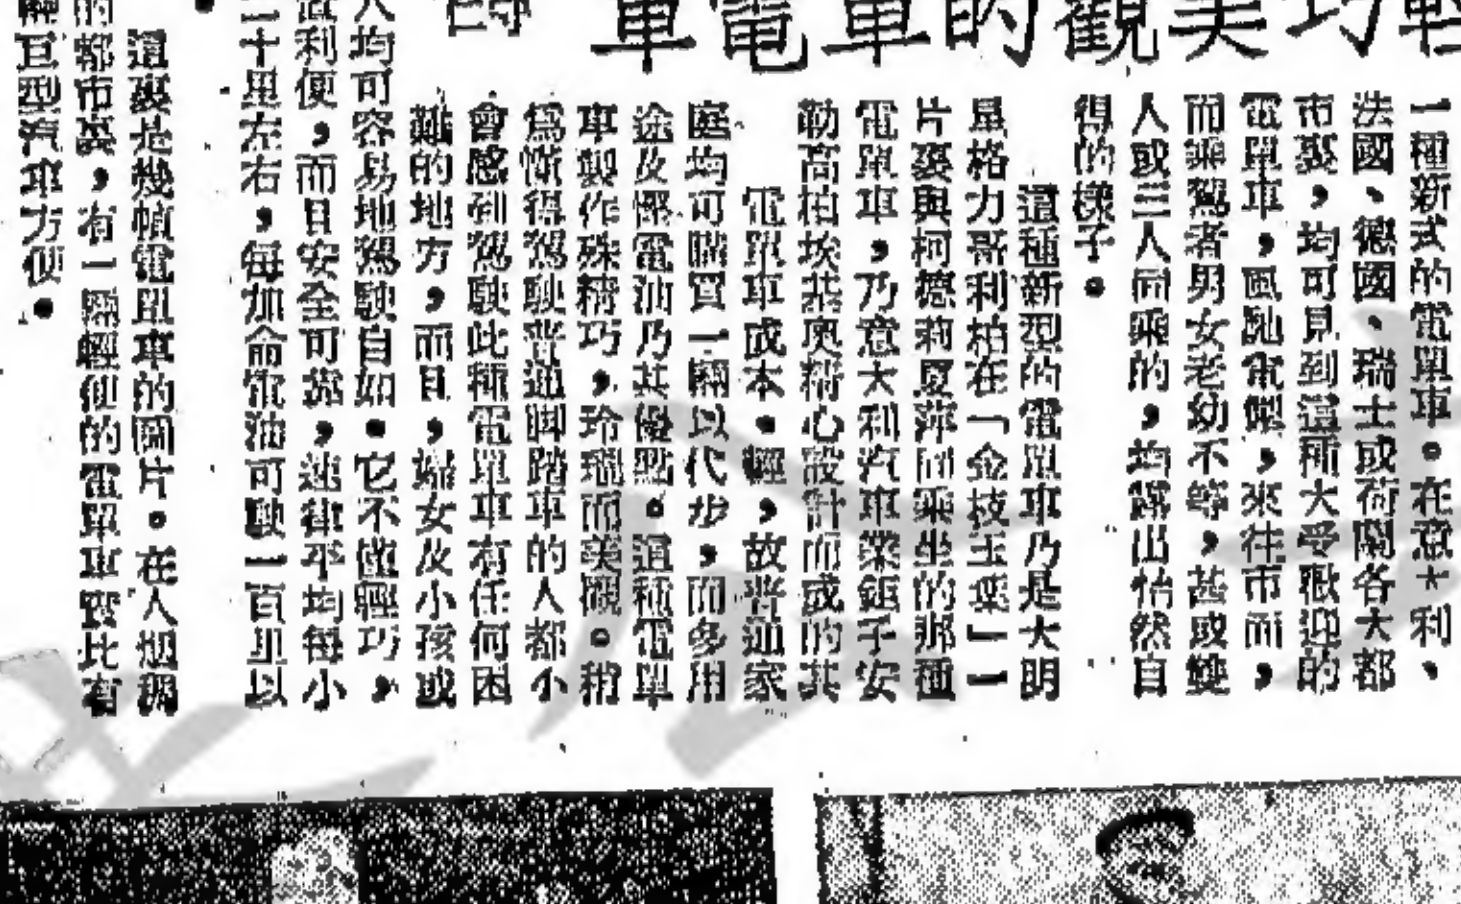 輕巧美觀的單電車
師
一種新式的電單車。在意大利、
法國、德國、瑞士或荷蘭各大都
市裏,均可見到這種大受歡迎的
電單車,風馳電掣,來往市面,
而乘駕者男女老幼不等,甚或雙
人或三人同乘的,均露出怡然自
得的樣子。
這種新型的電單車乃是大明
星格力哥利柏在「金枝玉葉」一
片裏與柯德莉夏萍同乘坐的那種
電單車,乃意大利汽車業鉅子安
勒高柏埃基奧精心設計而成的其
電單車成本。輕,故普通家
庭均可購買一輛以代步,而多用
途及慳電油乃其優點。這種電單
車製作殊精巧,玲瓏而美觀。稍
為懂得駕駛普通脚踏車的人都不
會感到駕駛此種電單車有任何困
難的地方,而且,婦女及小孩或
人均可容易地駕駛自如。它不僅輕巧,
利便,而且安全可靠,速率平均每小
二十里左右,每加侖電油可駛一百里以
這裏是幾幀電單車的圖片。在人烟稠
的都市裏,有一輛輕便的電單車實比有
輛巨型汽車方便。